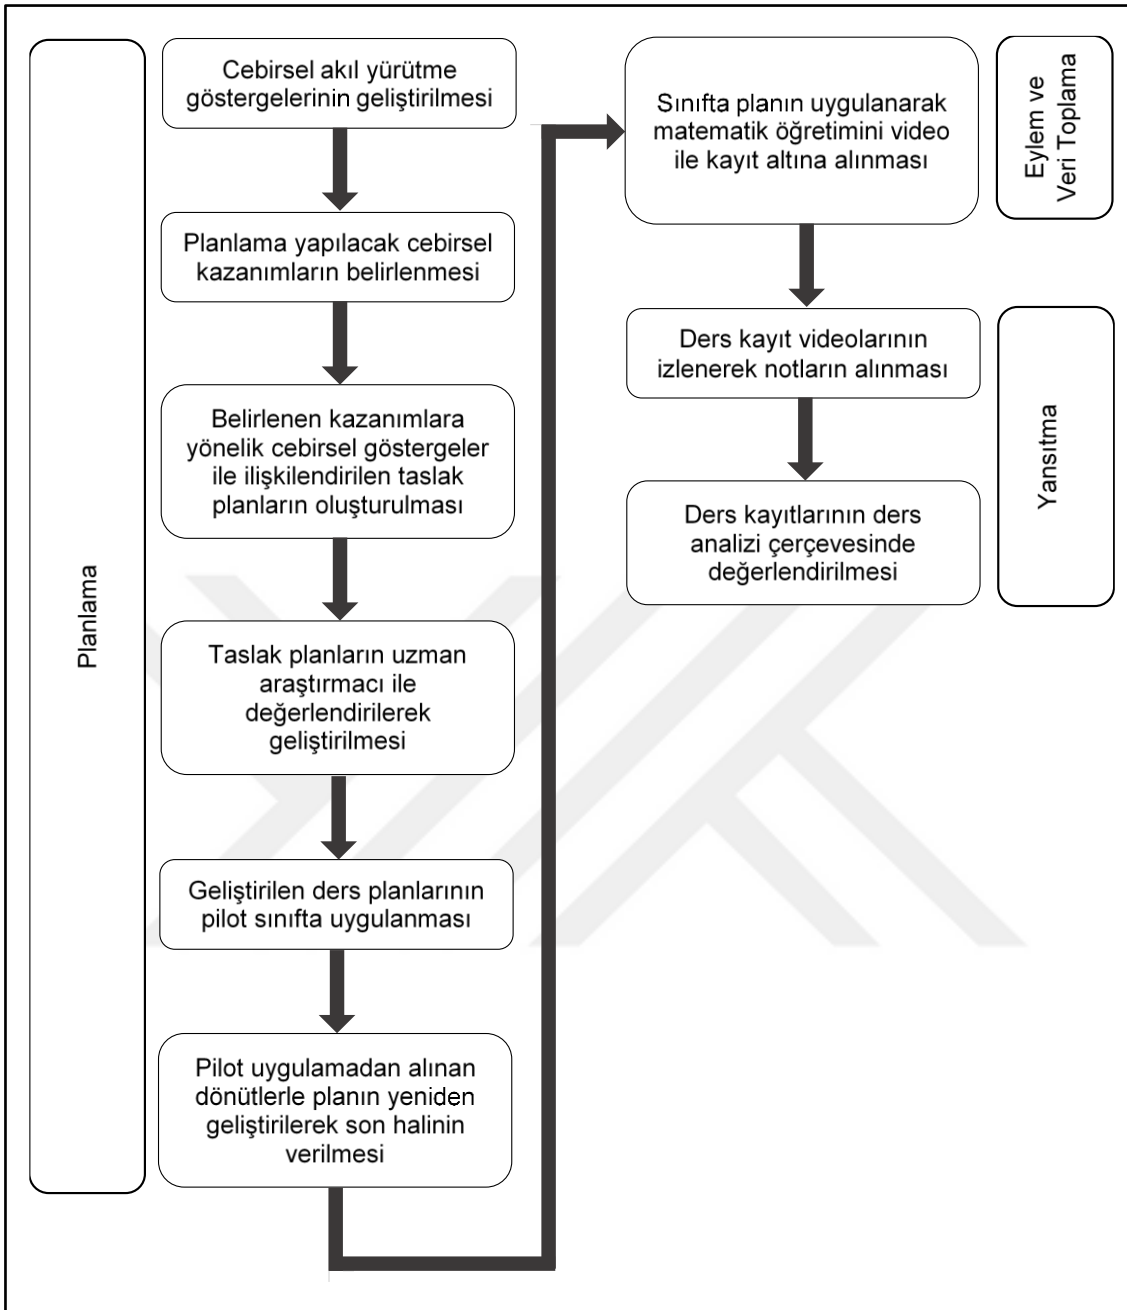 Planlama
Cebirsel akıl yürütme
göstergelerinin geliştirilmesi
Planlama yapılacak cebirsel
kazanımların belirlenmesi
Belirlenen kazanımlara
yönelik cebirsel göstergeler
ile ilişkilendirilen taslak
planların oluşturulması
Taslak planların uzman
araştırmacı ile
değerlendirilerek
geliştirilmesi
Geliştirilen ders planlarının
pilot sınıfta uygulanması
Pilot uygulamadan alınan
dönütlerle planın yeniden
geliştirilerek son halinin
verilmesi
Sınıfta planın uygulanarak
matematik öğretimini video
ile kayıt altına alınması
Eylem ve
Veri Toplama
Ders kayıt videolarının
izlenerek notların alınması
Ders kayıtlarının ders
analizi çerçevesinde
değerlendirilmesi
Yansıtma